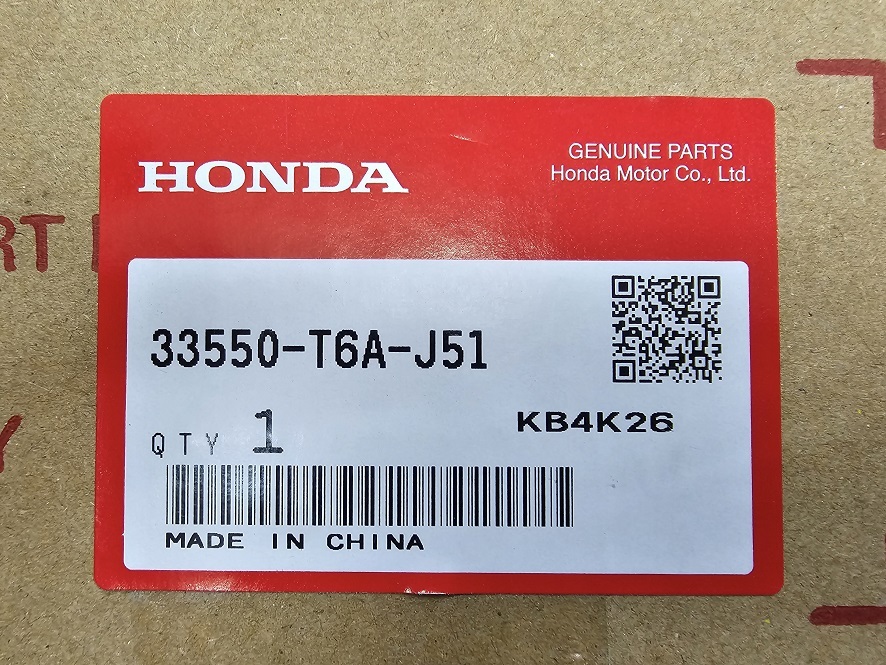 HONDA
GENUINE PARTS
Honda Motor Co., Ltd.
33550-T6A-J51
QTY 1
KB4K26
MADE IN CHINA